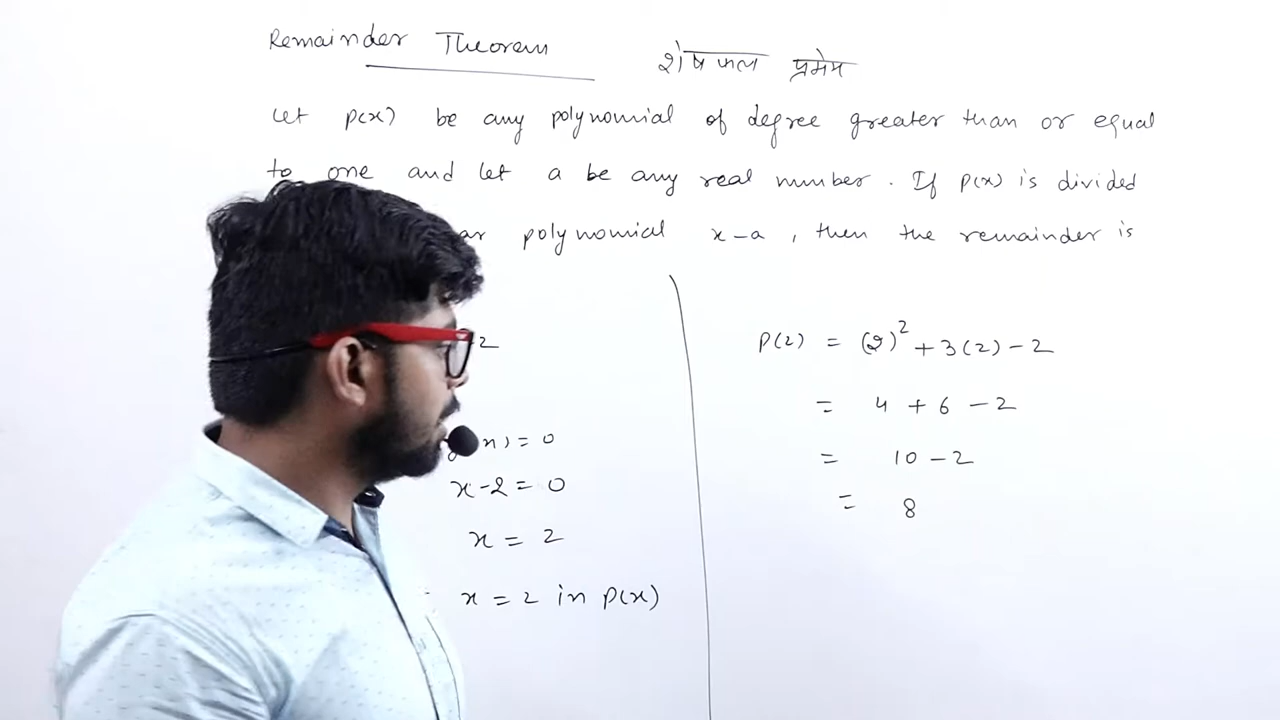 Remainder Theorem शेषफल प्रमेय
Let p(x) be any polynomial of degree greater than or equal
to one and let a be any real number. If p(x) is divided
polynomial x-a, then the remainder is
-2
x) = 0
x-2 = 0
x = 2
x = 2 in p(x)
p(2) = (2)² + 3(2) - 2
= 4 + 6 - 2
= 10 - 2
= 8